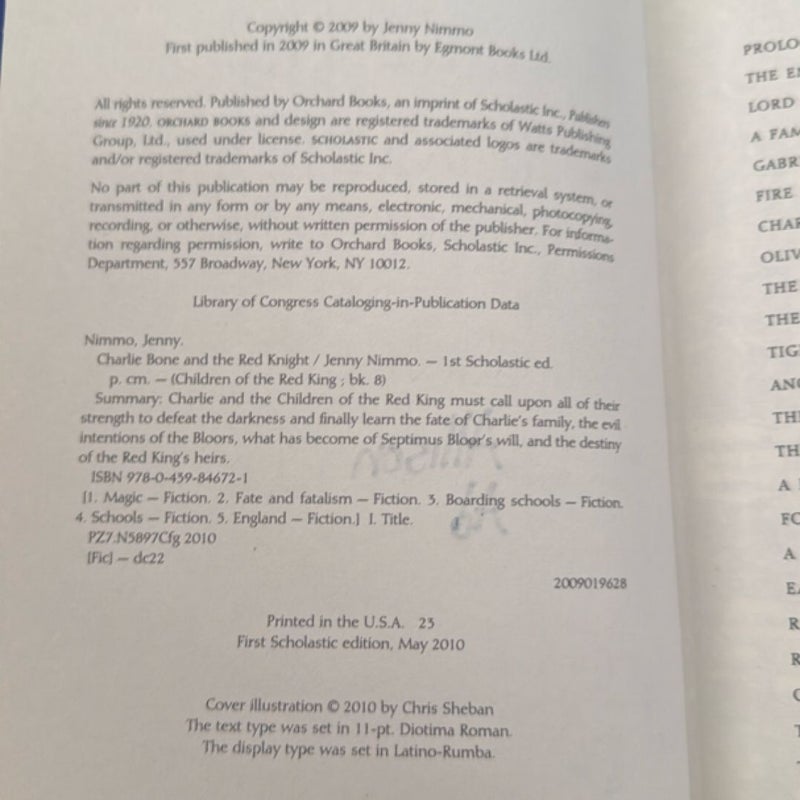 Copyright © 2009 by Jenny Nimmo
First published in 2009 in Great Britain by Egmont Books Ltd.
All rights reserved. Published by Orchard Books, an imprint of Scholastic Inc., Publishers
since 1920. ORCHARD BOOKS and design are registered trademarks of Watts Publishing
Group, Ltd., used under license. SCHOLASTIC and associated logos are trademarks
and/or registered trademarks of Scholastic Inc.
No part of this publication may be reproduced, stored in a retrieval system, or
transmitted in any form or by any means, electronic, mechanical, photocopying,
recording, or otherwise, without written permission of the publisher. For informa-
tion regarding permission, write to Orchard Books, Scholastic Inc., Permissions
Department, 557 Broadway, New York, NY 10012.
Library of Congress Cataloging-in-Publication Data
Nimmo, Jenny.
Charlie Bone and the Red Knight / Jenny Nimmo. — 1st Scholastic ed.
p. cm. — (Children of the Red King ; bk. 8)
Summary: Charlie and the Children of the Red King must call upon all of their
strength to defeat the darkness and finally learn the fate of Charlie's family, the evil
intentions of the Bloors, what has become of Septimus Bloor's will, and the destiny
of the Red King's heirs.
ISBN 978-0-439-84672-1
[1. Magic — Fiction. 2. Fate and fatalism — Fiction. 3. Boarding schools — Fiction.
4. Schools — Fiction. 5. England — Fiction.] I. Title.
PZ7.N5897Cfg 2010
[Fic] — dc22
2009019628
Printed in the U.S.A. 23
First Scholastic edition, May 2010
Cover illustration © 2010 by Chris Sheban
The text type was set in 11-pt. Diotima Roman.
The display type was set in Latino-Rumba.
PROLO
THE E
LORD
A FAM
GABR
FIRE
CHAR
OLIV
THE
THE
TIG
ANG
THE
TH
A
FO
A
EA
R
R